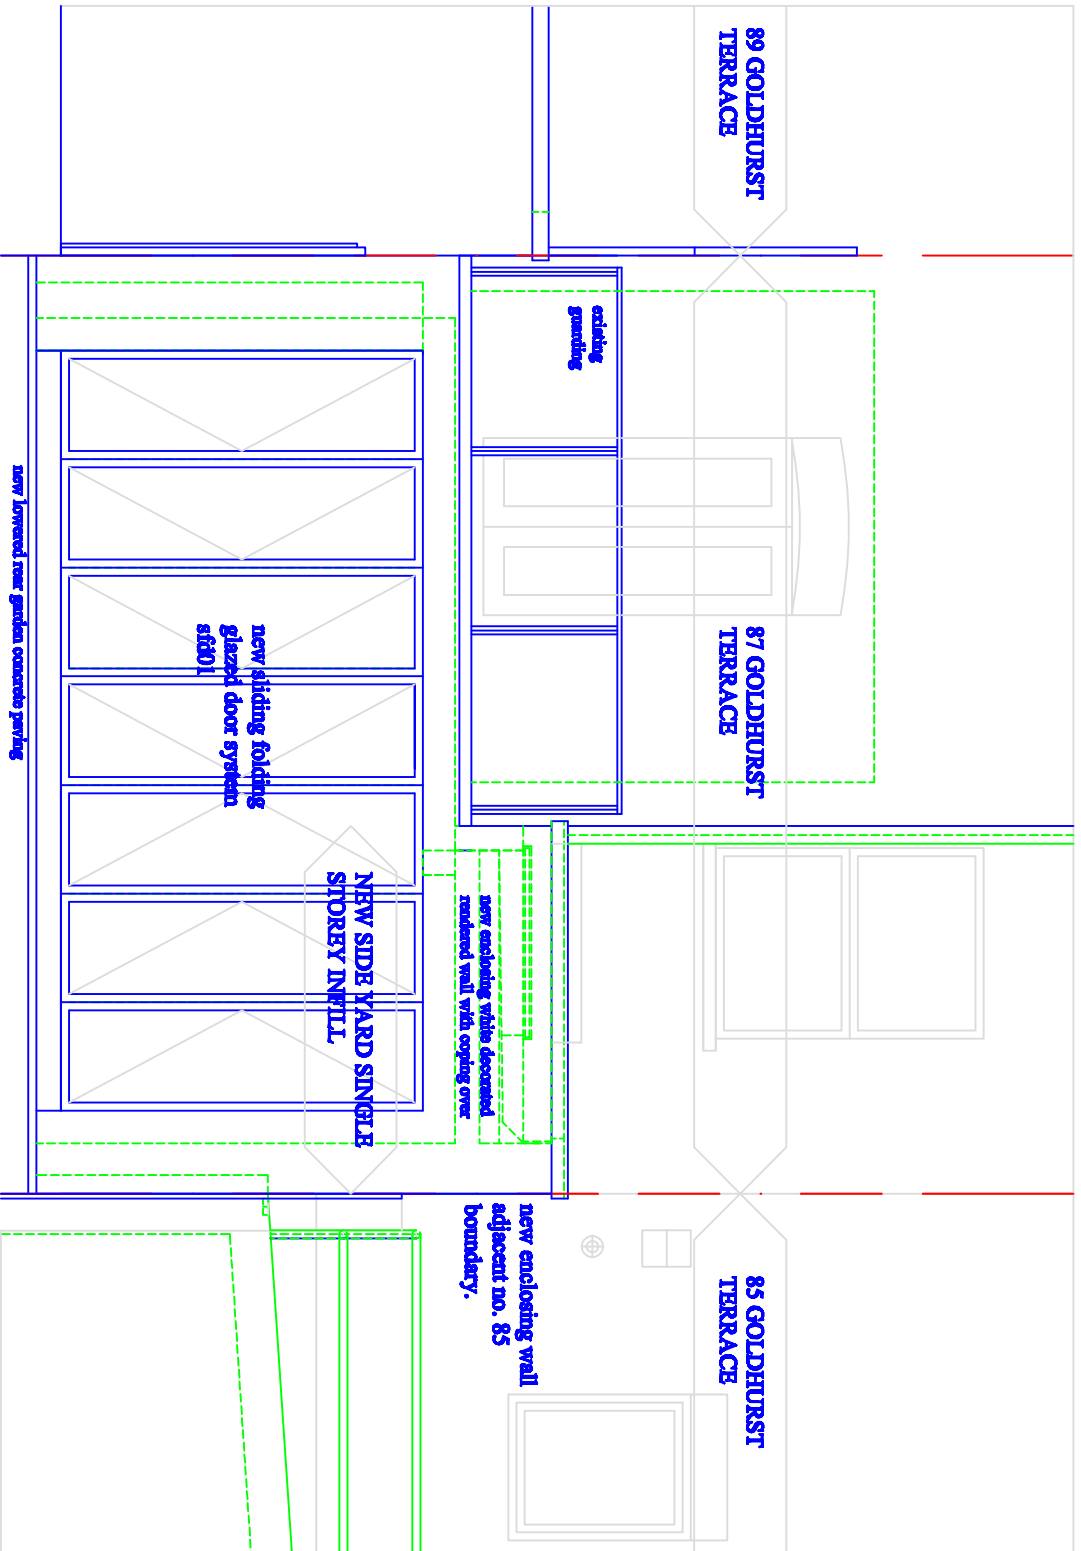 89 GOLDHURST
TERRACE
existing
guarding
87 GOLDHURST
TERRACE
new sliding folding
glazed door system
sfd01
new lowered rear garden concrete paving
NEW SIDE YARD SINGLE
STOREY INFILL
new enclosing white decorated
rendered wall with coping over
new enclosing wall
adjacent no. 85
boundary.
85 GOLDHURST
TERRACE